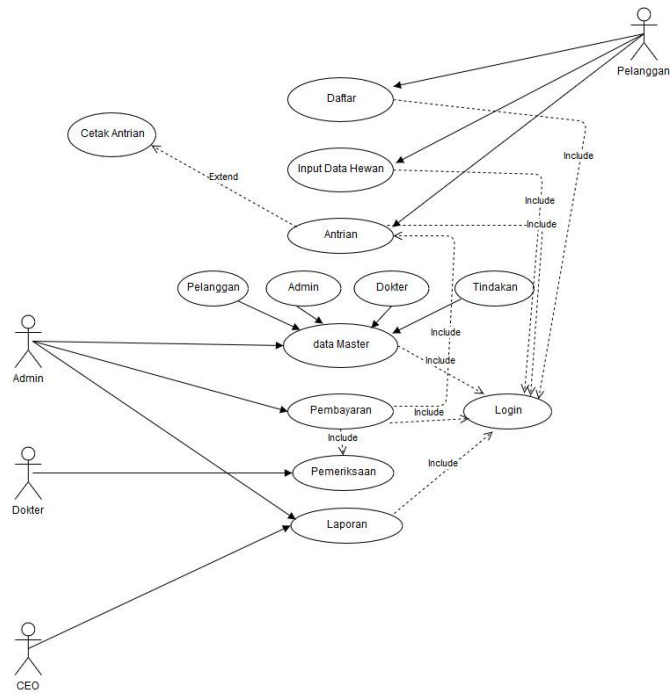 Pelanggan
Daftar
Cetak Antrian
Include
Input Data Hewan
Extend
Include
Include
Antrian
Pelanggan
Admin
Dokter
Tindakan
Include
data Master
Include
Admin
Pembayaran
Include
Login
Include
Pemeriksaan
Include
Dokter
Laporan
CEO